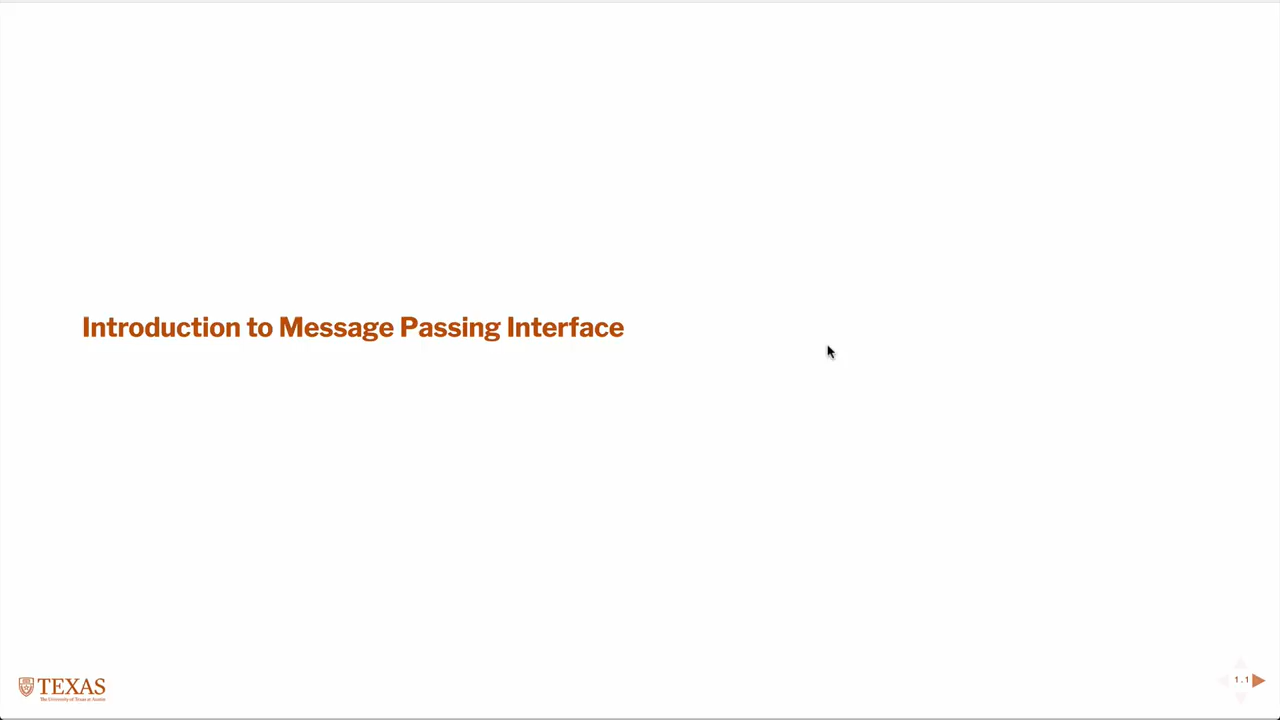 Introduction to Message Passing Interface
TEXAS
The University of Texas at Austin
1.1